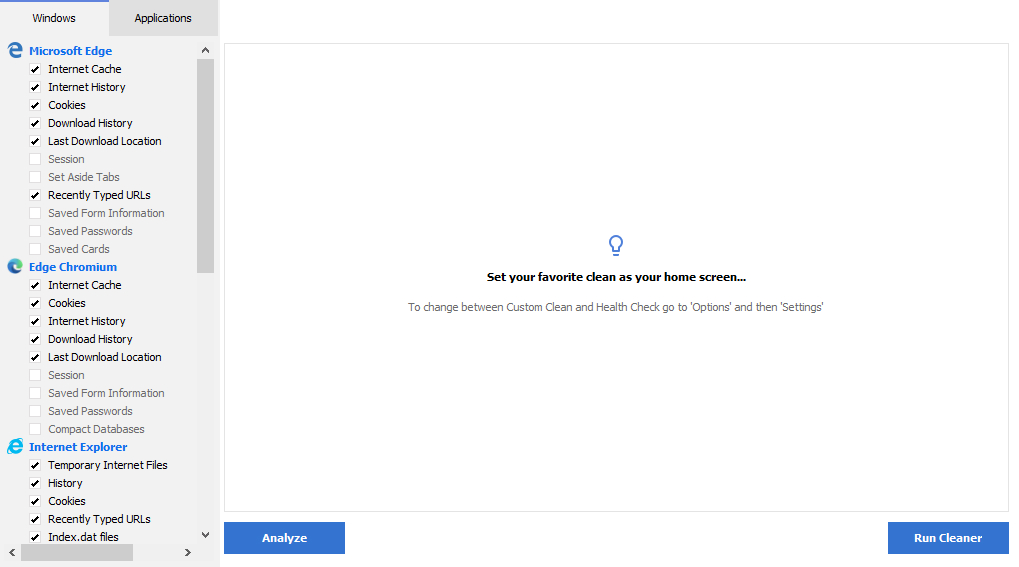 Windows
Applications
Microsoft Edge
Internet Cache
Internet History
Cookies
Download History
Last Download Location
Session
Set Aside Tabs
Recently Typed URLs
Saved Form Information
Saved Passwords
Saved Cards
Edge Chromium
Internet Cache
Cookies
Internet History
Download History
Last Download Location
Session
Saved Form Information
Saved Passwords
Compact Databases
Internet Explorer
Temporary Internet Files
History
Cookies
Recently Typed URLs
Index.dat files
Set your favorite clean as your home screen...
To change between Custom Clean and Health Check go to 'Options' and then 'Settings'
Analyze
Run Cleaner